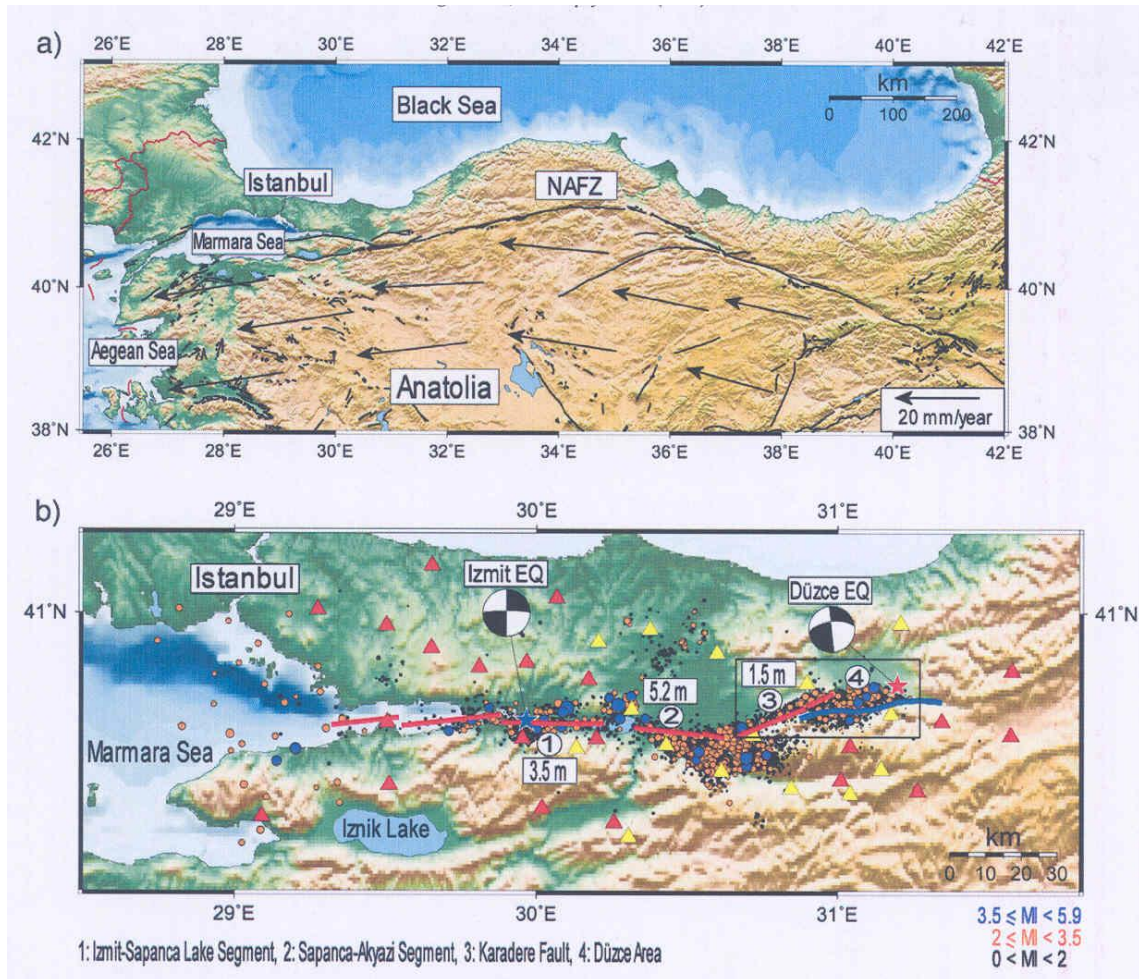 a)
26°E 28°E 30°E 32°E 34°E 36°E 38°E 40°E 42°E
km
0 100 200
Black Sea
42°N 42°N
Istanbul
NAFZ
Marmara Sea
40°N 40°N
Aegean Sea
Anatolia
20 mm/year
38°N 38°N
26°E 28°E 30°E 32°E 34°E 36°E 38°E 40°E 42°E
b)
29°E 30°E 31°E
Istanbul
Izmit EQ
Düzce EQ
41°N 41°N
1.5 m
4
5.2 m
3
2
Marmara Sea
1
3.5 m
Iznik Lake
km
0 10 20 30
29°E 30°E 31°E
3.5 ≤ Ml < 5.9
2 ≤ Ml < 3.5
0 < Ml < 2
1: Izmit-Sapanca Lake Segment, 2: Sapanca-Akyazi Segment, 3: Karadere Fault, 4: Düzce Area